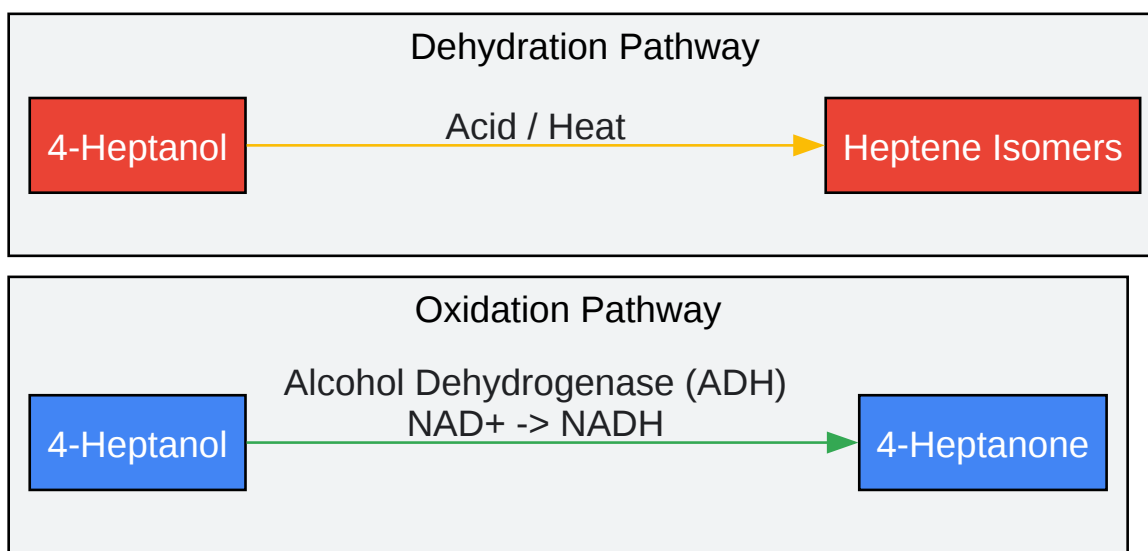 Dehydration Pathway
4-Heptanol
Acid / Heat
Heptene Isomers
Oxidation Pathway
Alcohol Dehydrogenase (ADH)
NAD+ -> NADH
4-Heptanol
4-Heptanone